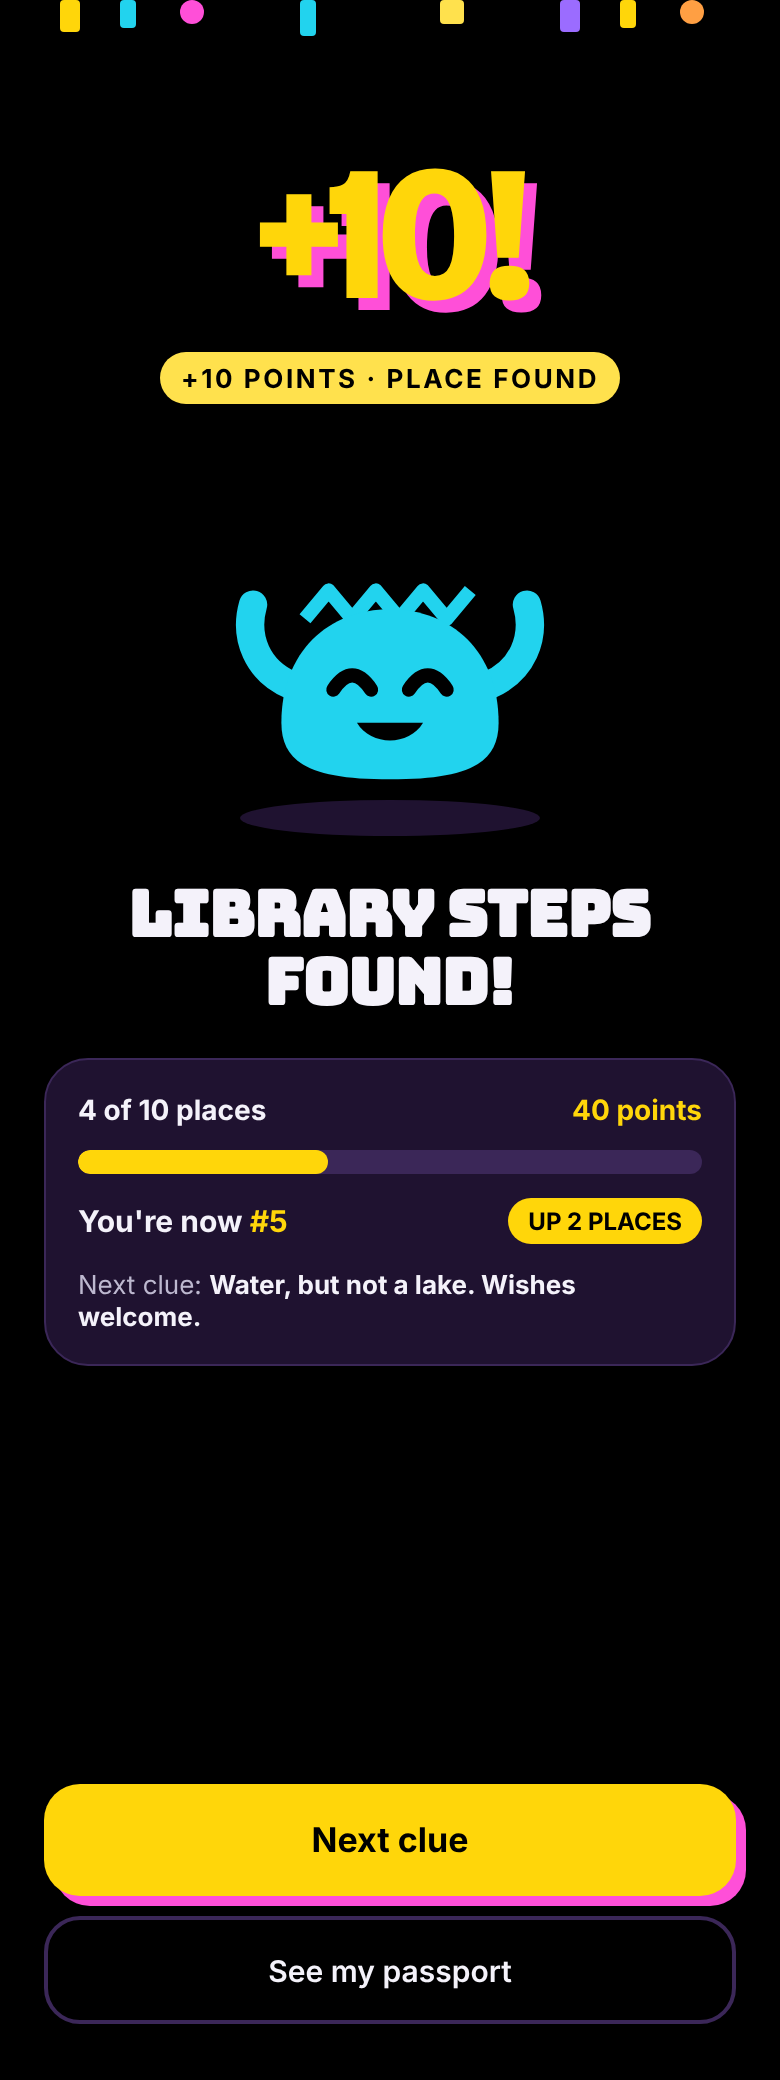 +10!
+10 POINTS · PLACE FOUND
LIBRARY STEPS
FOUND!
4 of 10 places
40 points
You're now #5
UP 2 PLACES
Next clue: Water, but not a lake. Wishes
welcome.
Next clue
See my passport